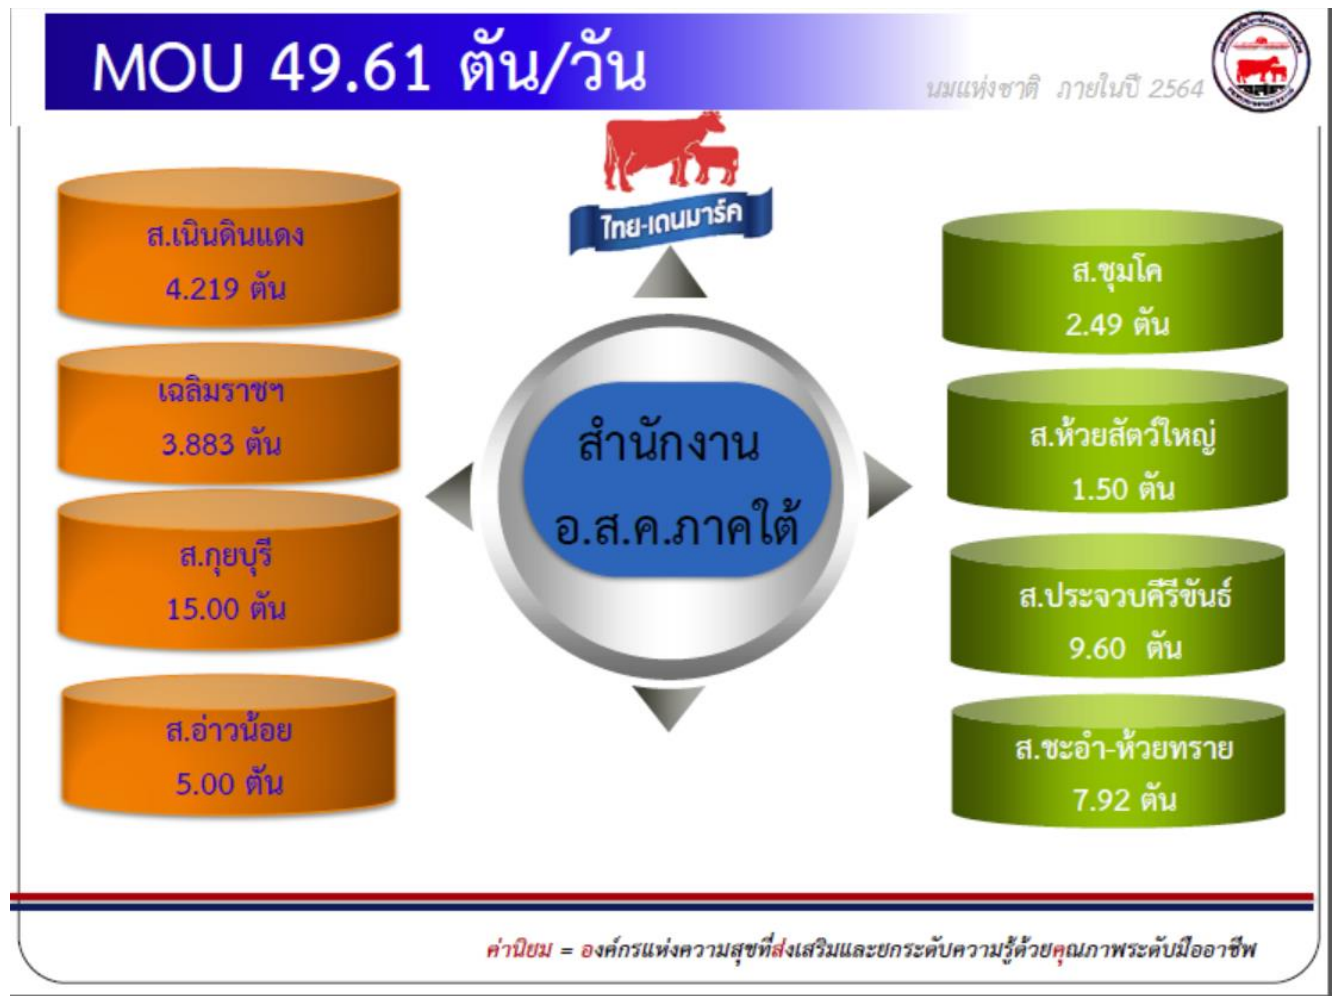 MOU 49.61 ตัน/วัน
นมแห่งชาติ ภายในปี 2564
ไทย-เดนมาร์ค
ส.เนินดินแดง
4.219 ตัน
เฉลิมราชฯ
3.883 ตัน
ส.กุยบุรี
15.00 ตัน
ส.อ่าวน้อย
5.00 ตัน
สำนักงาน
อ.ส.ค.ภาคใต้
ส.ชุมโค
2.49 ตัน
ส.ห้วยสัตว์ใหญ่
1.50 ตัน
ส.ประจวบคีรีขันธ์
9.60 ตัน
ส.ชะอำ-ห้วยทราย
7.92 ตัน
ค่านิยม = องค์กรแห่งความสุขที่ส่งเสริมและยกระดับความรู้ด้วยคุณภาพระดับมืออาชีพ